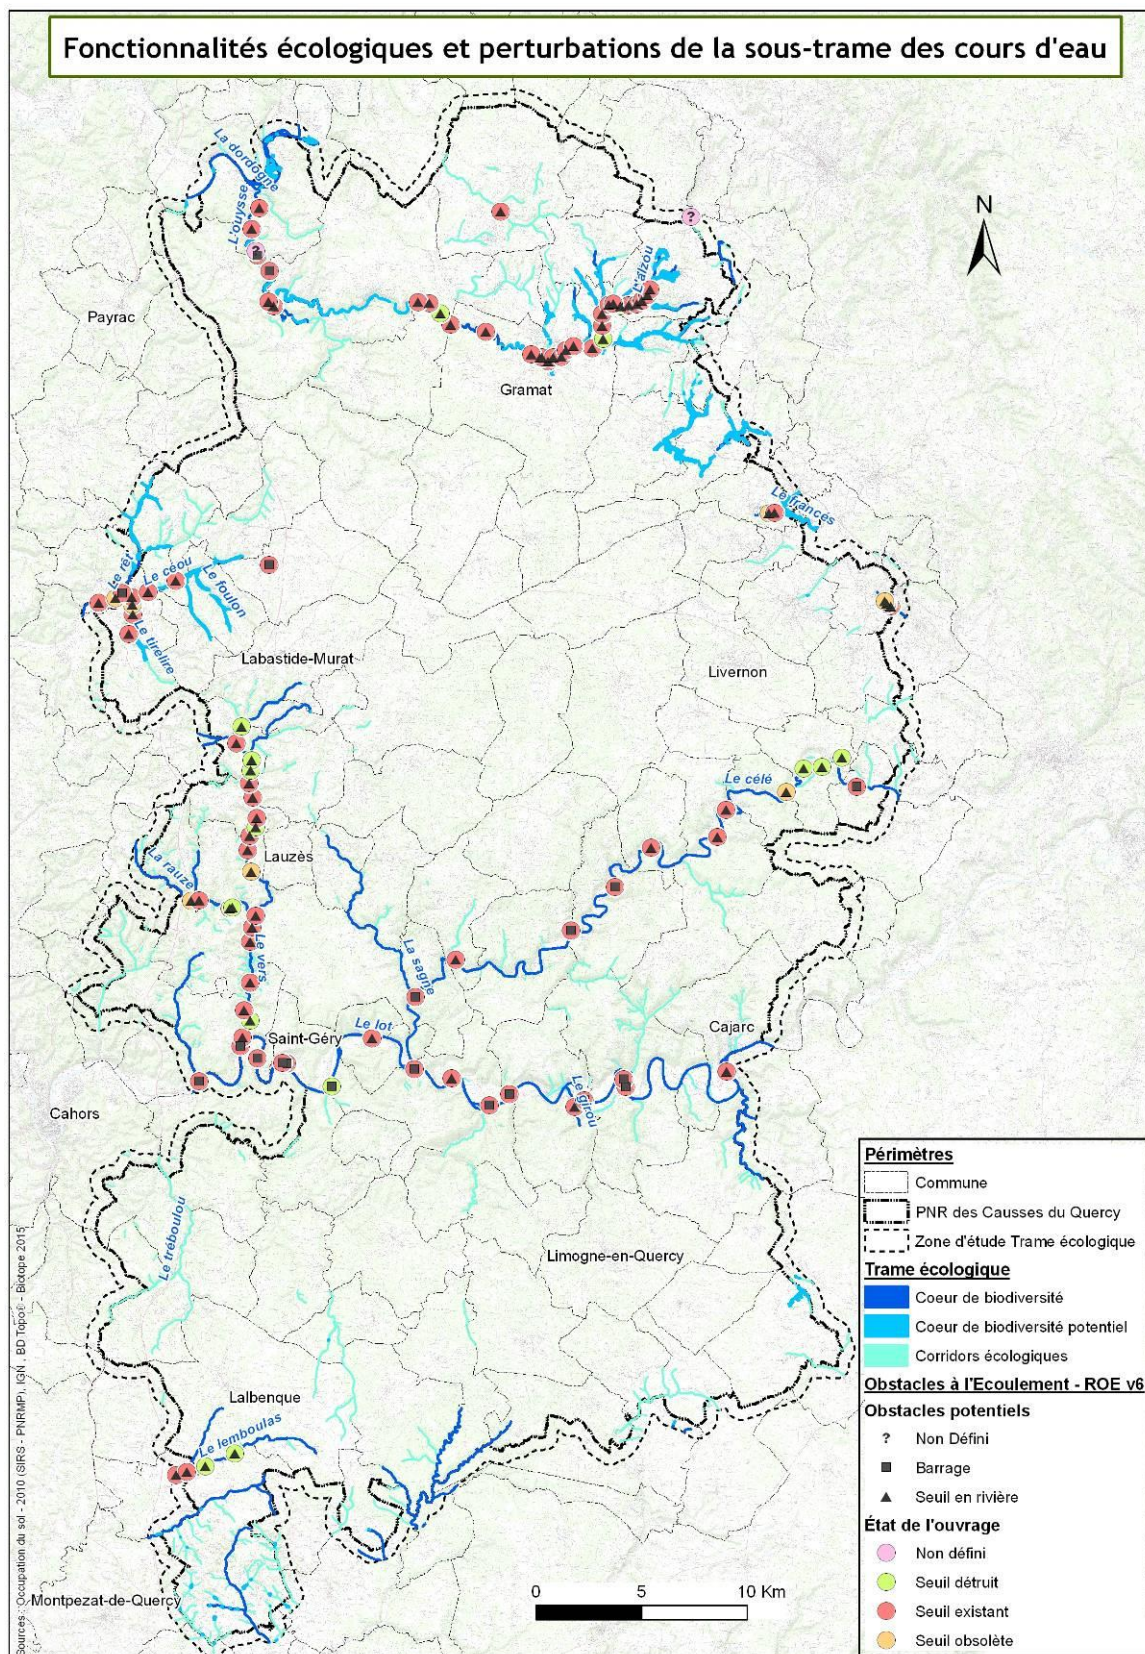 Fonctionnalités écologiques et perturbations de la sous-trame des cours d'eau
La dordogne
L'ouysse
N
?
?
L'alzou
Payrac
Gramat
Le francès
Le rét
Le céou
Le foulon
Le tirelire
Labastide-Murat
Livernon
Le célé
La rauze
Lauzès
Le vers
La sagne
Saint-Géry
Le lot
Cajarc
Le girou
Cahors
Le tréboulou
Limogne-en-Quercy
Lalbenque
Le lemboulas
Montpezat-de-Quercy
0 5 10 Km
Périmètres
Commune
PNR des Causses du Quercy
Zone d'étude Trame écologique
Trame écologique
Coeur de biodiversité
Coeur de biodiversité potentiel
Corridors écologiques
Obstacles à l'Ecoulement - ROE v6
Obstacles potentiels
? Non Défini
Barrage
Seuil en rivière
État de l'ouvrage
Non défini
Seuil détruit
Seuil existant
Seuil obsolète
Sources : Occupation du sol - 2010 (SIRS - PNRMP), IGN , BD Topo® - Biotope 2015